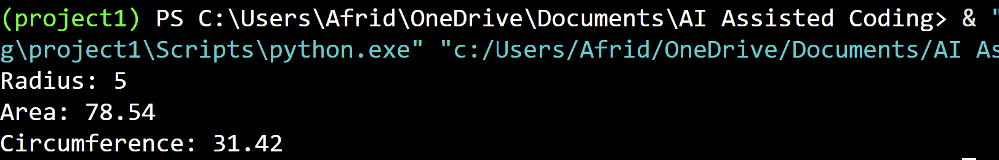 (project1) PS C:\Users\Afrid\OneDrive\Documents\AI Assisted Coding> & "
g\project1\Scripts\python.exe" "c:/Users/Afrid/OneDrive/Documents/AI As
Radius: 5
Area: 78.54
Circumference: 31.42